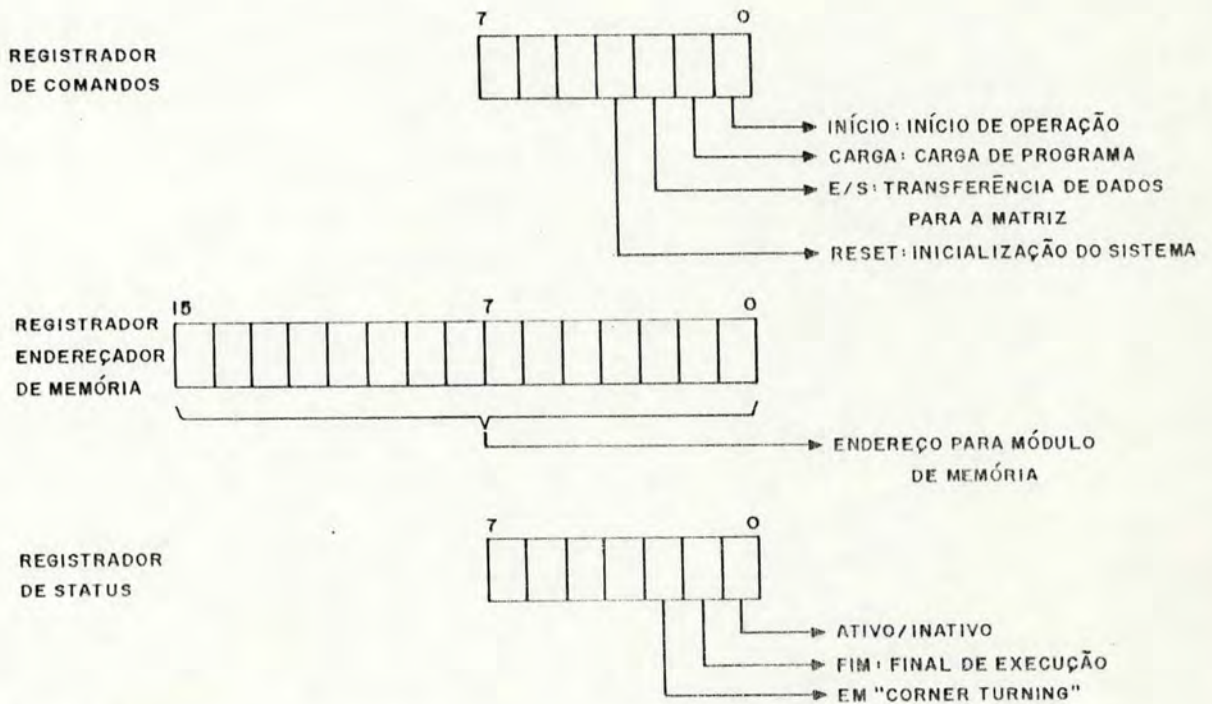 7 0
REGISTRADOR
DE COMANDOS
INÍCIO: INÍCIO DE OPERAÇÃO
CARGA: CARGA DE PROGRAMA
E/S: TRANSFERÊNCIA DE DADOS
PARA A MATRIZ
RESET: INICIALIZAÇÃO DO SISTEMA
15 7 0
REGISTRADOR
ENDEREÇADOR
DE MEMÓRIA
ENDEREÇO PARA MÓDULO
DE MEMÓRIA
7 0
REGISTRADOR
DE STATUS
ATIVO/INATIVO
FIM: FINAL DE EXECUÇÃO
EM "CORNER TURNING"